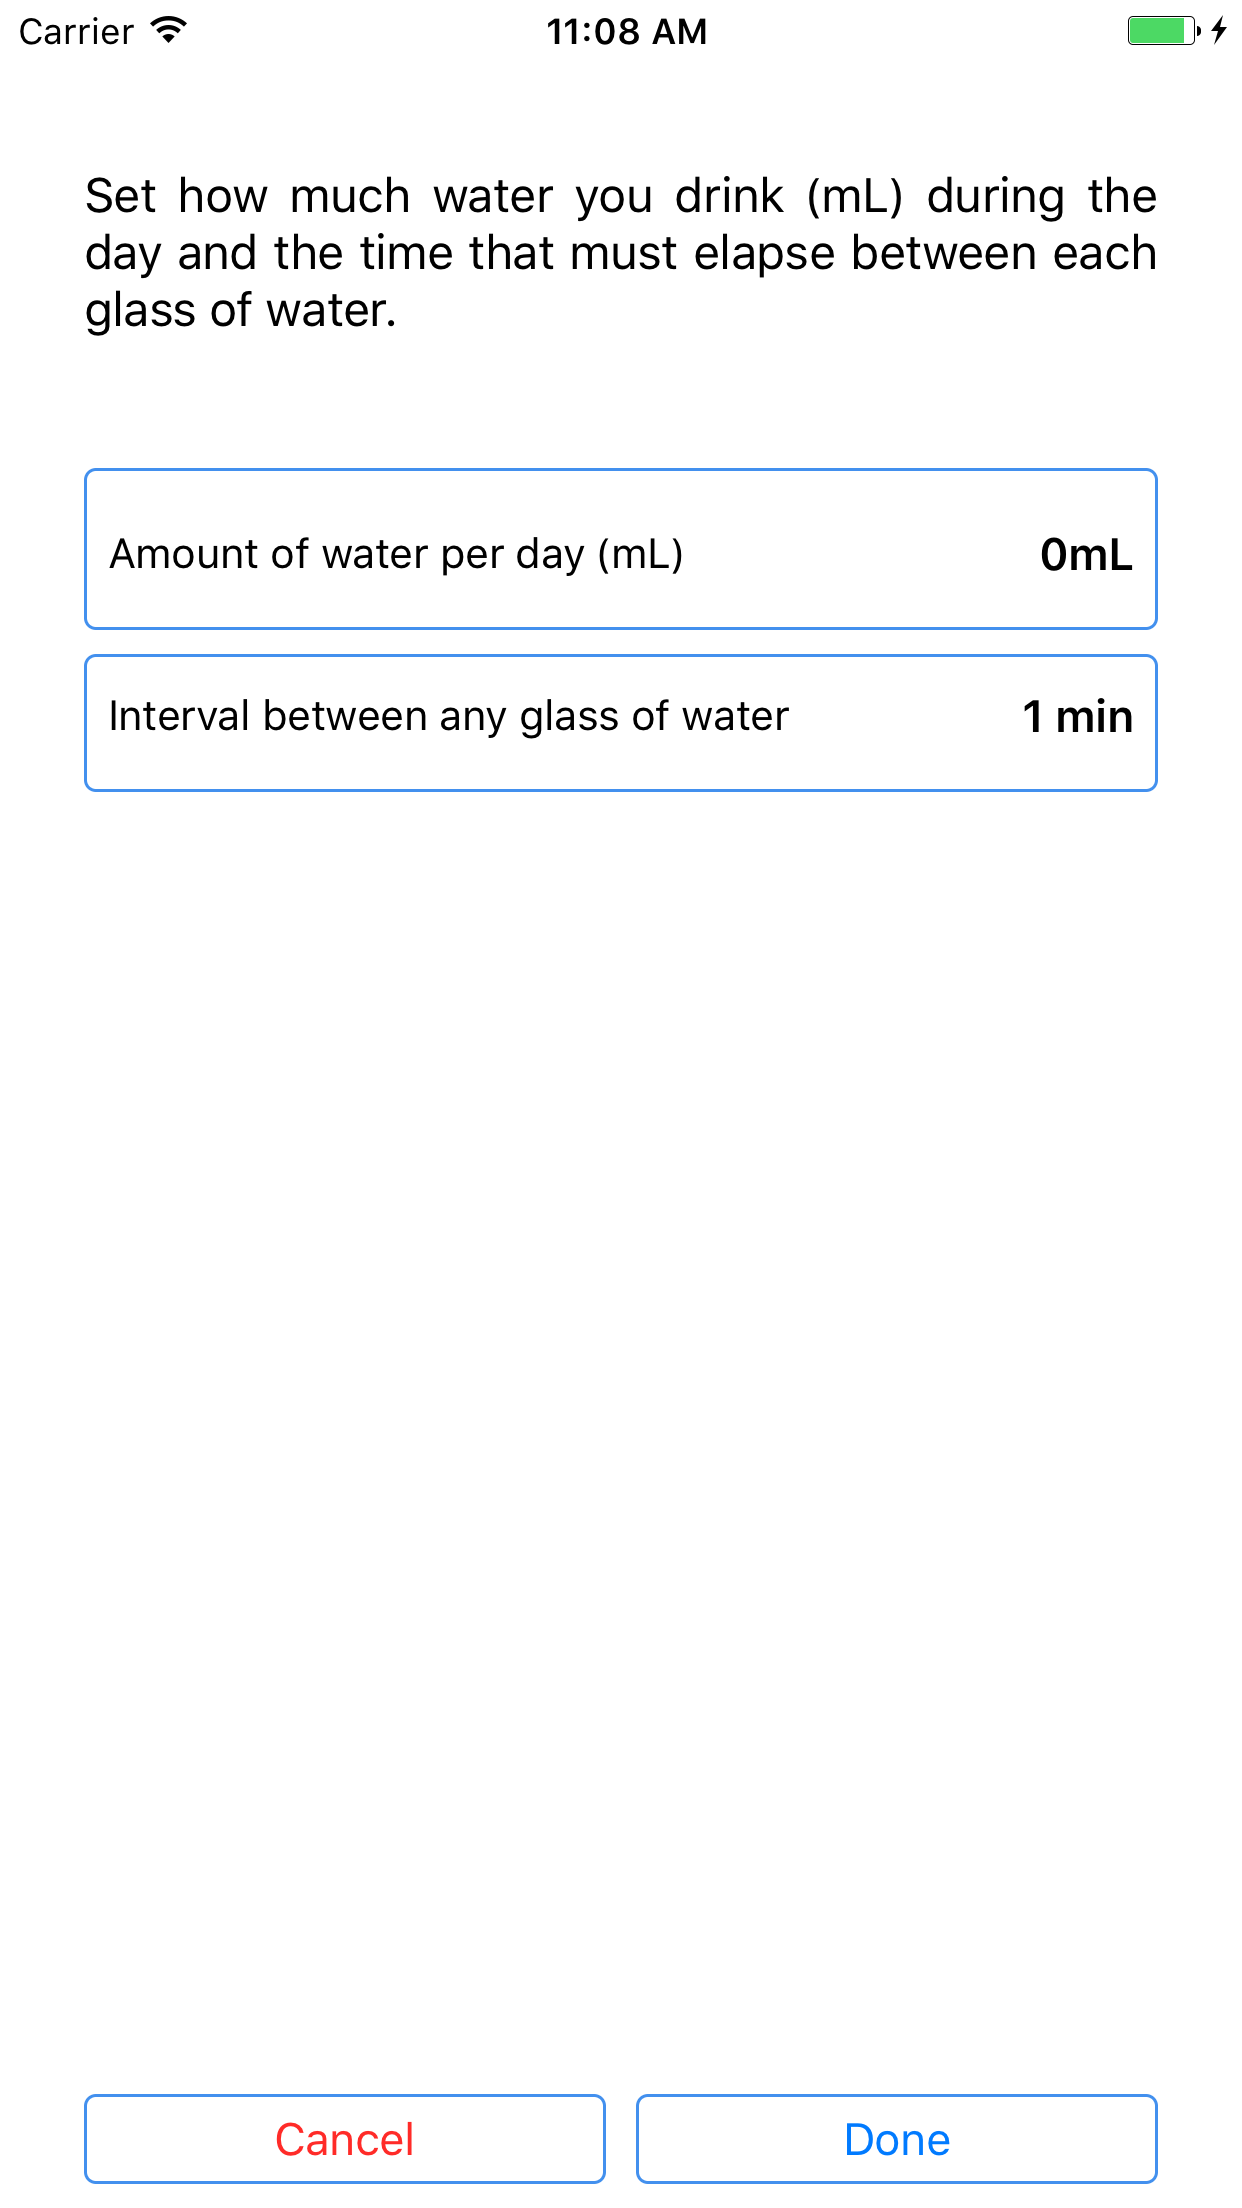 Carrier 11:08 AM
Set how much water you drink (mL) during the
day and the time that must elapse between each
glass of water.
Amount of water per day (mL) 0mL
Interval between any glass of water 1 min
Cancel Done